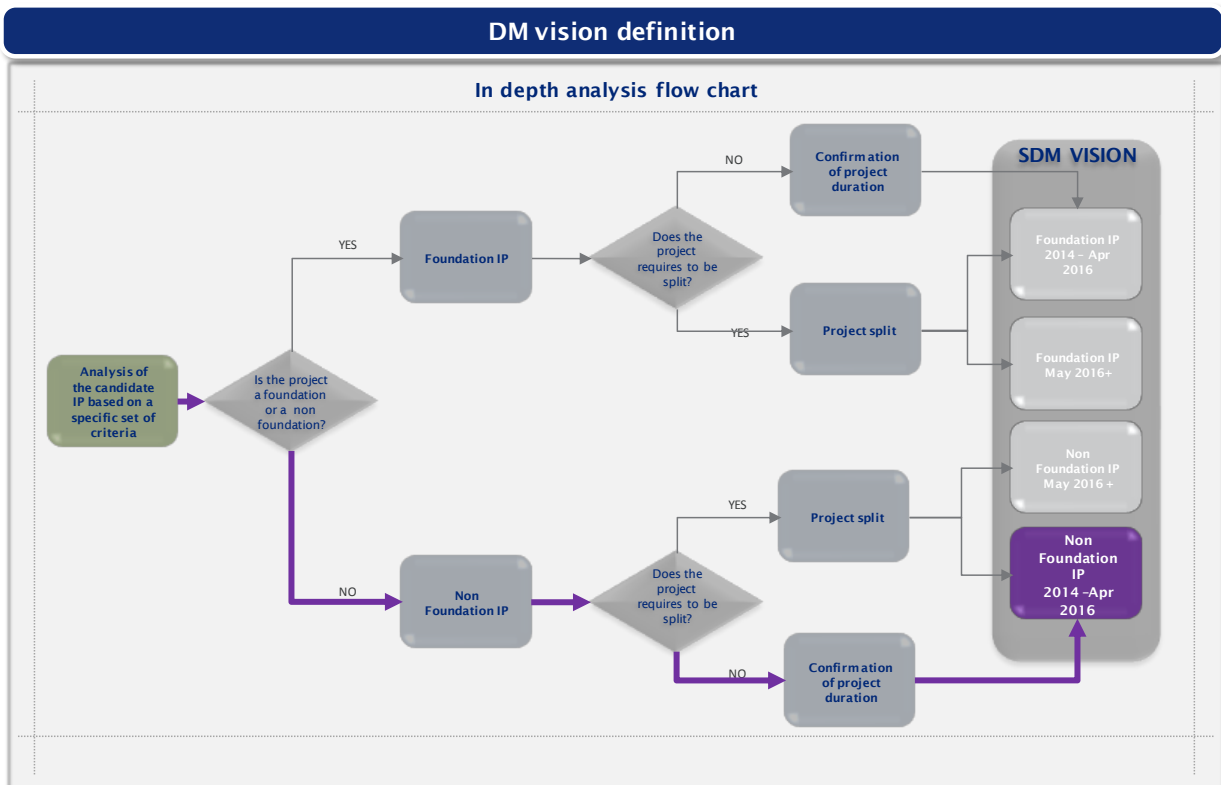 DM vision definition
In depth analysis flow chart
SDM VISION
NO
Confirmation
of project
duration
YES
Foundation IP
Does the
project
requires to be
split?
Foundation IP
2014 – Apr
2016
YES
Project split
Foundation IP
May 2016+
Analysis of
the candidate
IP based on a
specific set of
criteria
Is the project
a foundation
or a non
foundation?
Non
Foundation IP
May 2016 +
YES
Project split
NO
Non
Foundation IP
Does the
project
requires to be
split?
Non
Foundation
IP
2014 –Apr
2016
NO
Confirmation
of project
duration